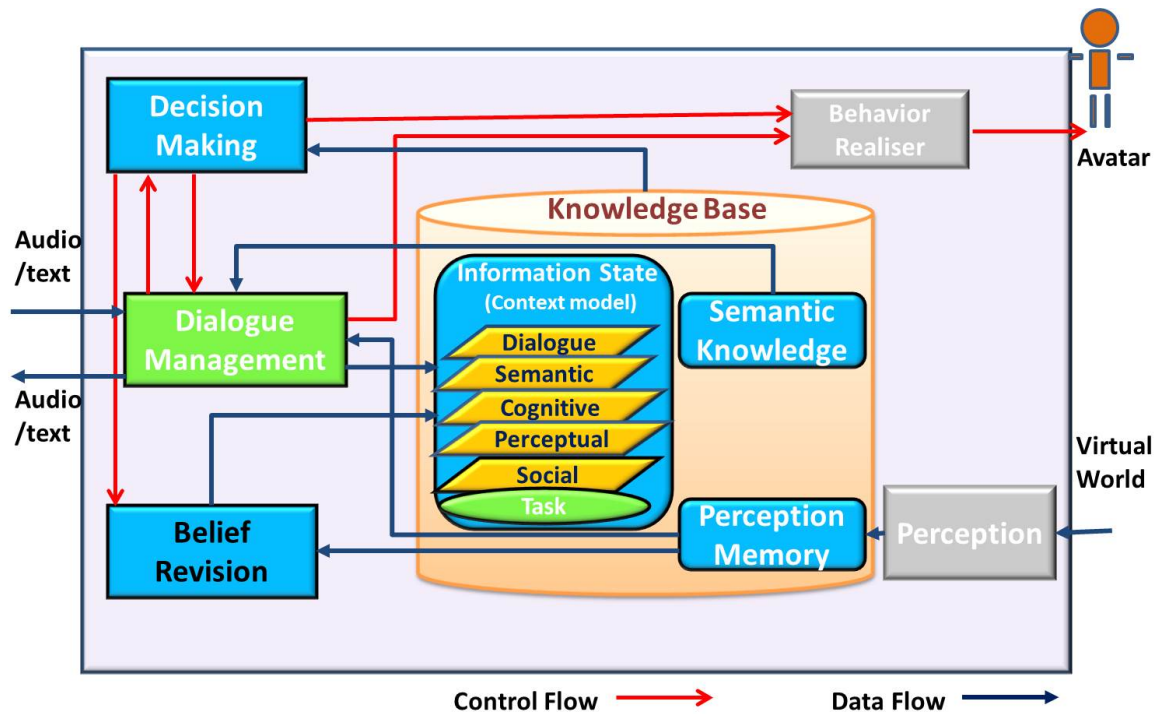 Decision
Making
Behavior
Realiser
Avatar
Knowledge Base
Audio
/text
Information State
(Context model)
Semantic
Knowledge
Dialogue
Management
Dialogue
Semantic
Cognitive
Perceptual
Social
Task
Audio
/text
Virtual
World
Belief
Revision
Perception
Memory
Perception
Control Flow
Data Flow